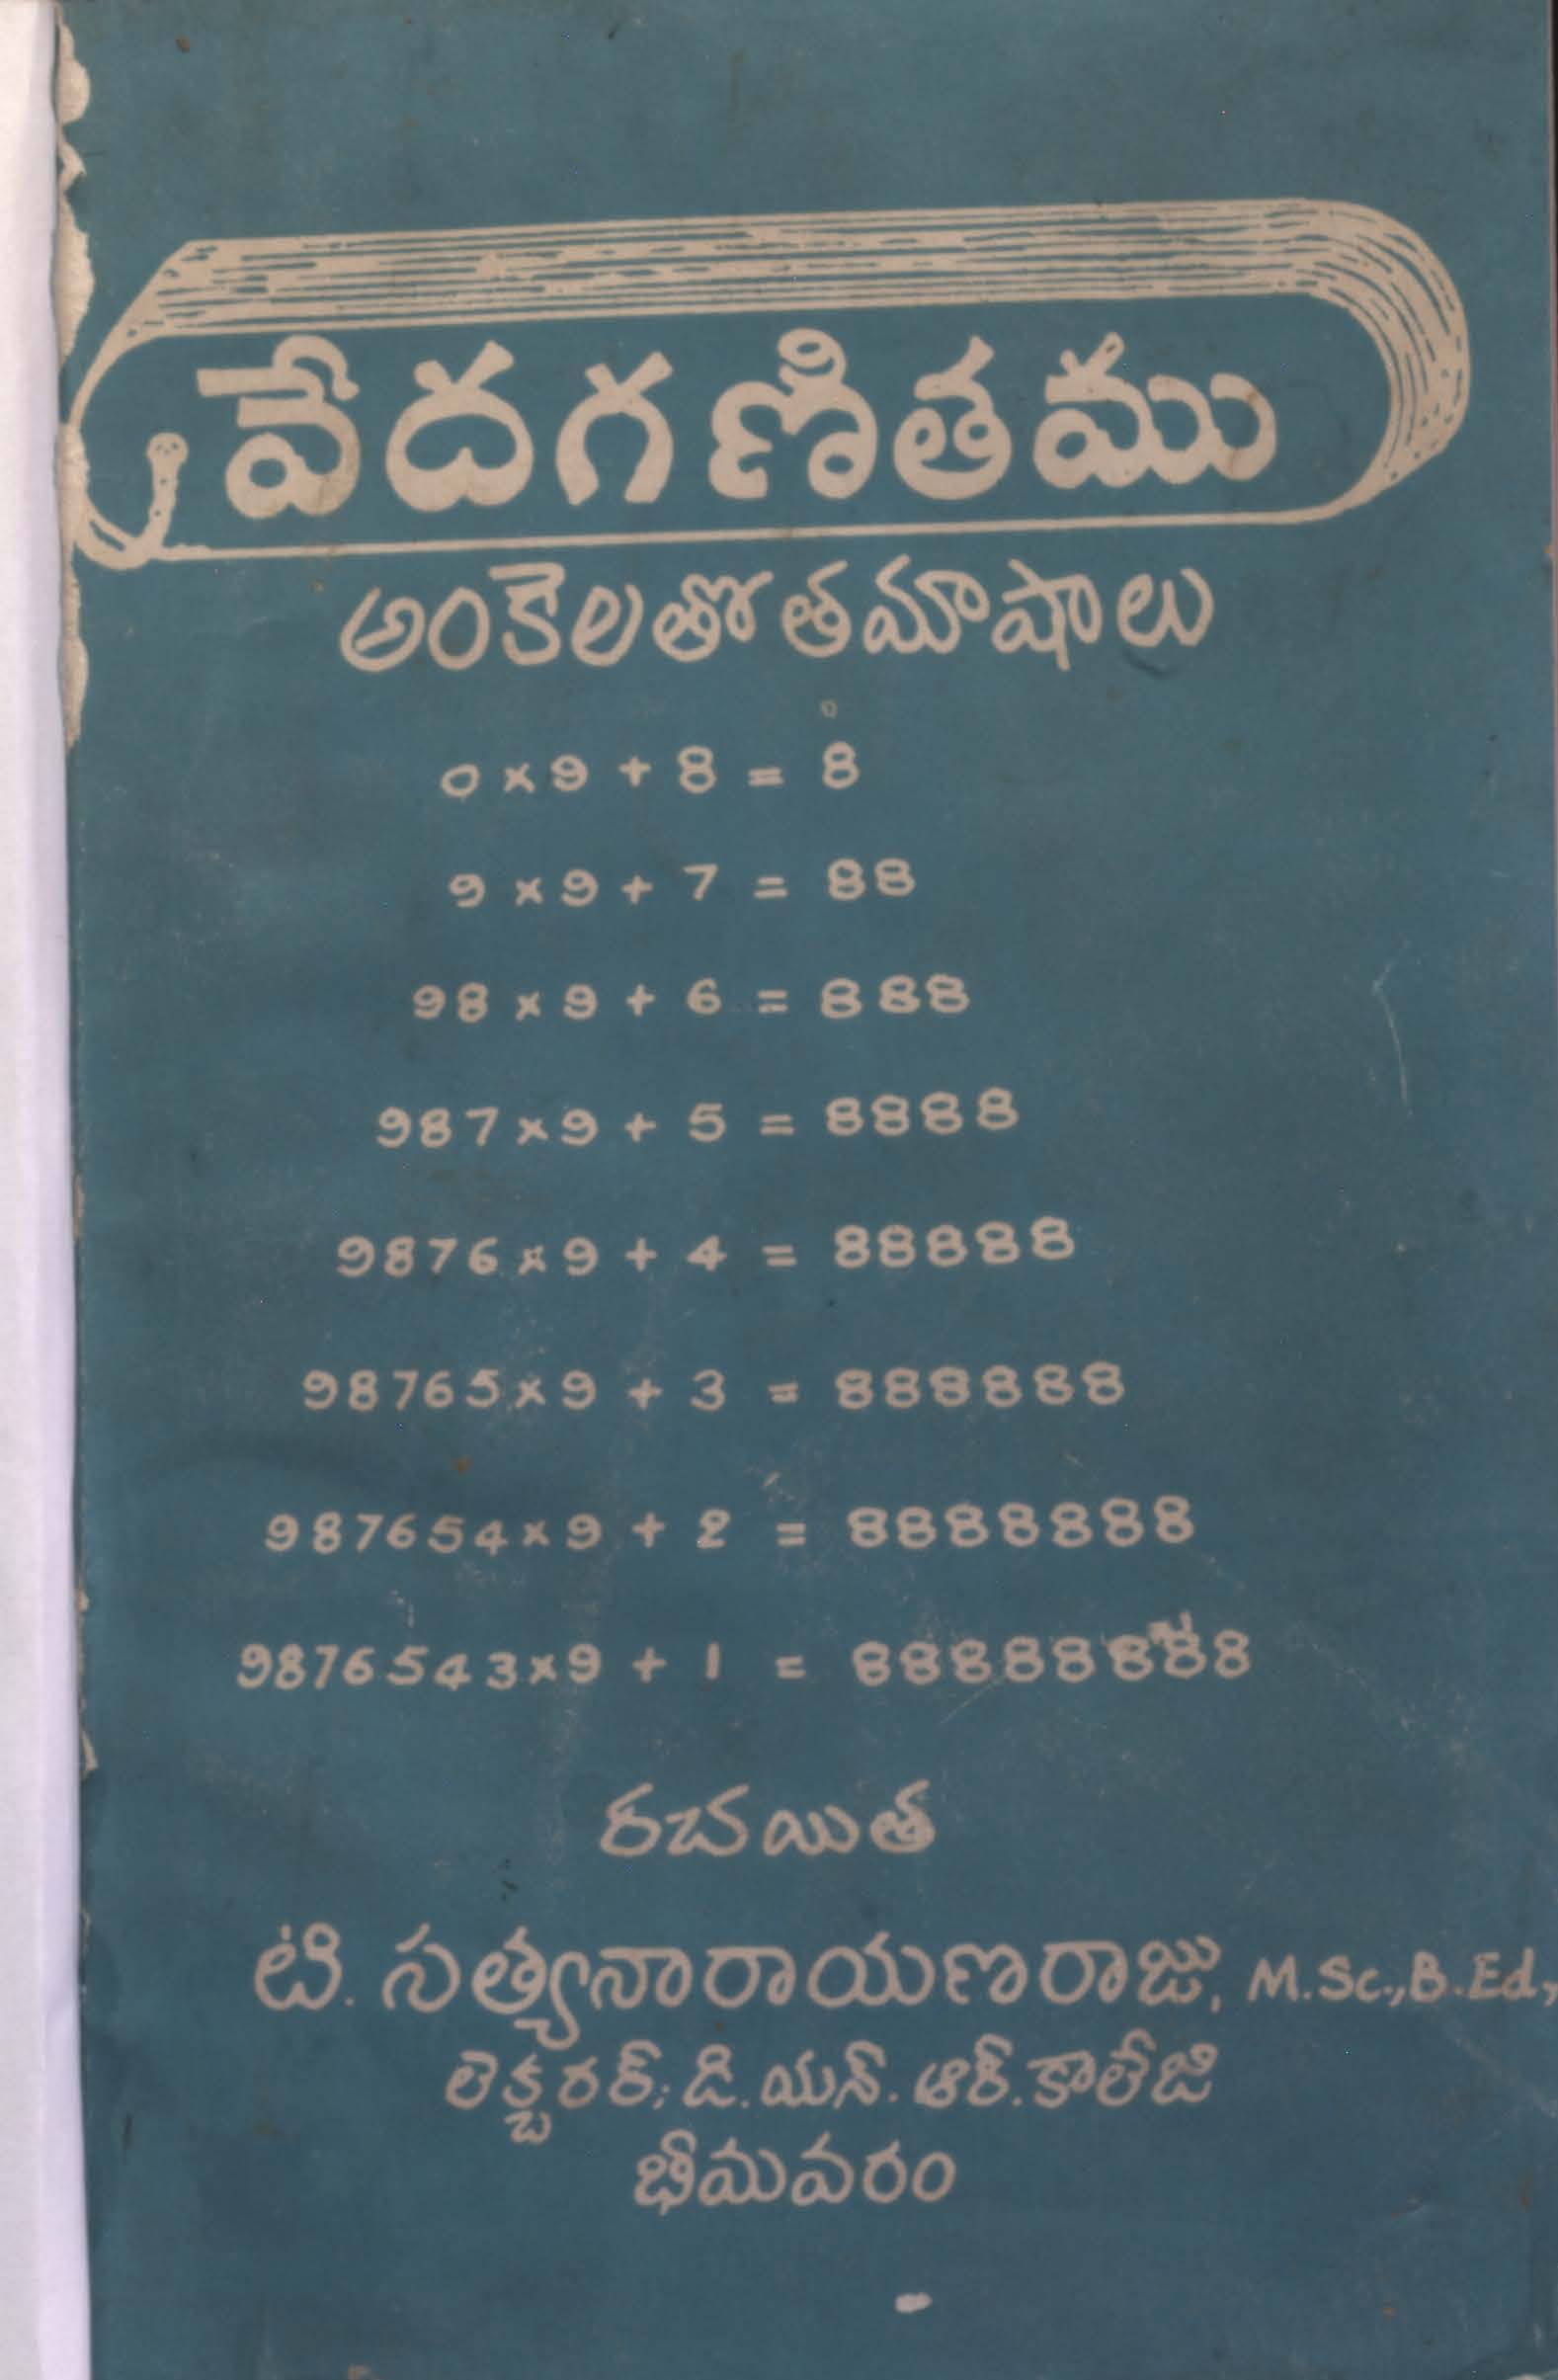 వేదగణితము
అంకెలతో తమాషాలు
0 × 9 + 8 = 8
9 × 9 + 7 = 88
98 × 9 + 6 = 888
987 × 9 + 5 = 8888
9876 × 9 + 4 = 88888
98765 × 9 + 3 = 888888
987654 × 9 + 2 = 8888888
9876543 × 9 + 1 = 88888888
రచయిత
టి. సత్యనారాయణరాజు, M.Sc., B.Ed.,
లెక్చరర్; డి.యన్.ఆర్.కాలేజి
భీమవరం